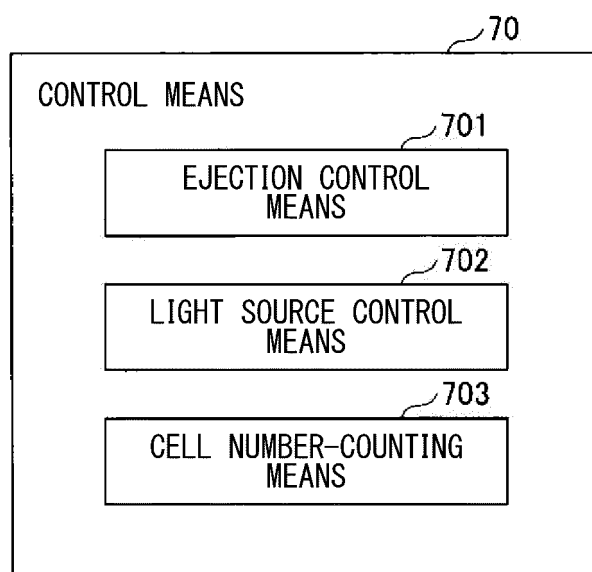 70
CONTROL MEANS
701
EJECTION CONTROL
MEANS
702
LIGHT SOURCE CONTROL
MEANS
703
CELL NUMBER-COUNTING
MEANS